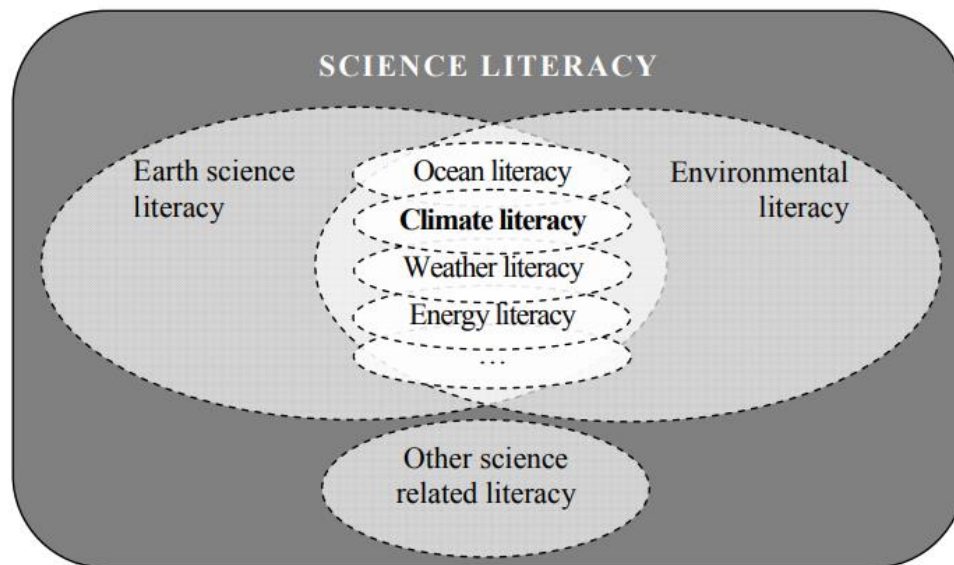 SCIENCE LITERACY
Earth science
literacy
Ocean literacy
Climate literacy
Weather literacy
Energy literacy
...
Environmental
literacy
Other science
related literacy